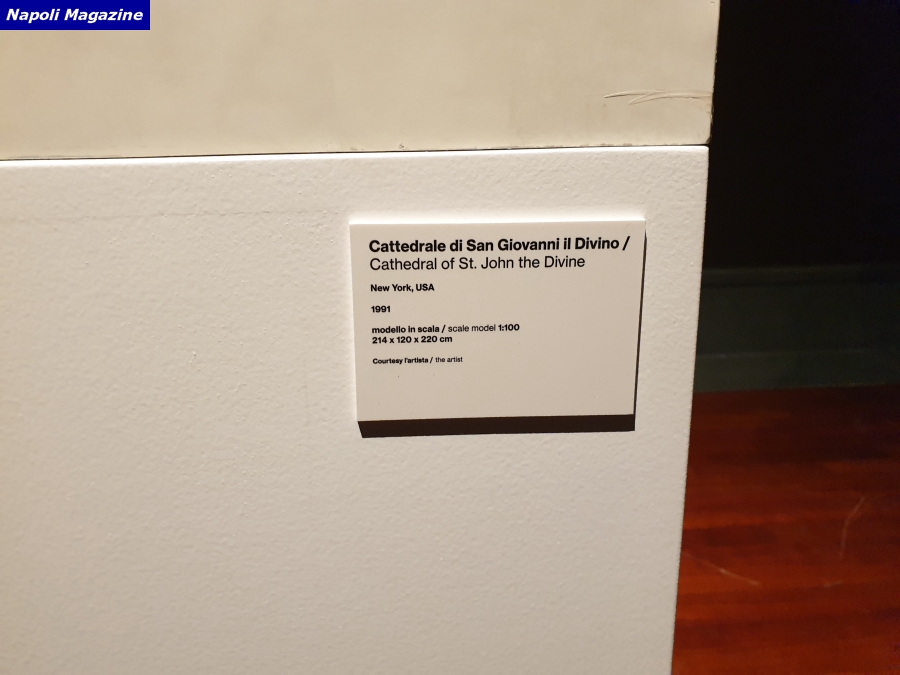 Napoli Magazine
Cattedrale di San Giovanni il Divino /
Cathedral of St. John the Divine
New York, USA
1991
modello in scala / scale model 1:100
214 x 120 x 220 cm
Courtesy l'artista / the artist